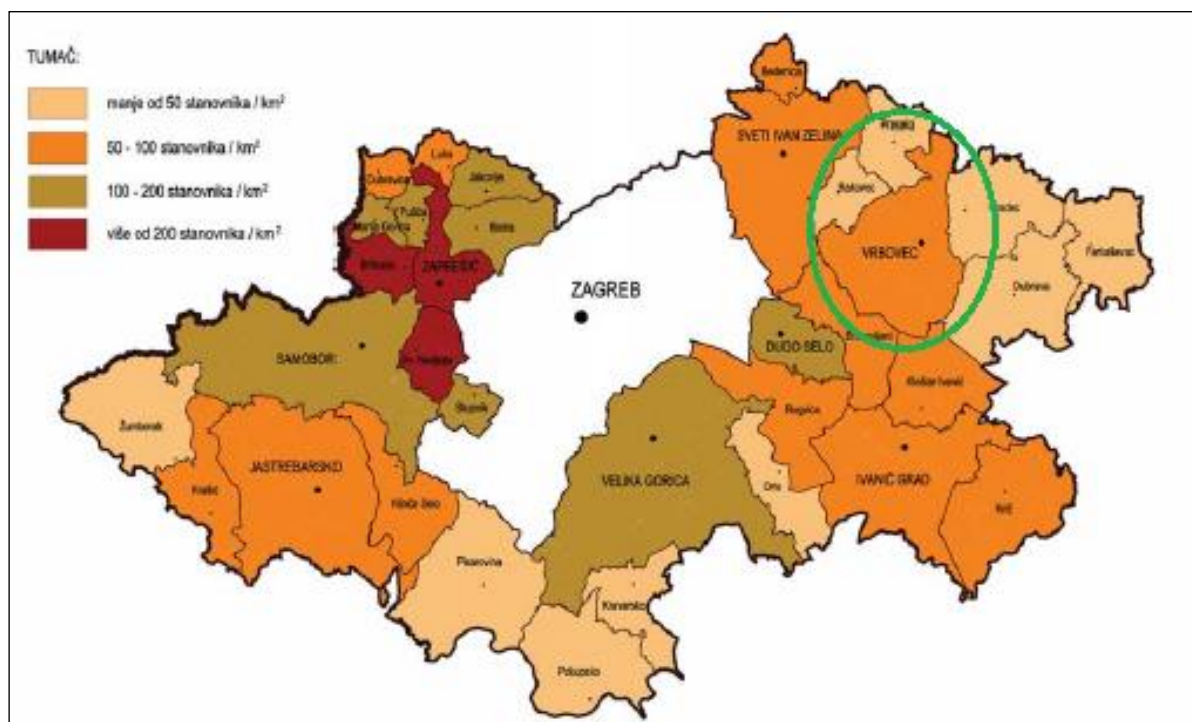 TUMAČ:
manje od 50 stanovnika / km²
50 - 100 stanovnika / km²
100 - 200 stanovnika / km²
više od 200 stanovnika / km²
Bedenica
SVETI IVAN ZELINA
Rakovec
VRBOVEC
Dubrava
Farkaševac
Luka
Dubravica
Jakovlje
Pušća
Marija Gorica
Bistra
Brdovec
ZAPREŠIĆ
ZAGREB
SAMOBOR
Stupnik
DUGO SELO
Kloštar Ivanić
Rugvica
Žumberak
JASTREBARSKO
Krašić
Klinča Sela
VELIKA GORICA
Orle
IVANIĆ GRAD
Križ
Pisarovina
Kravarsko
Pokupsko